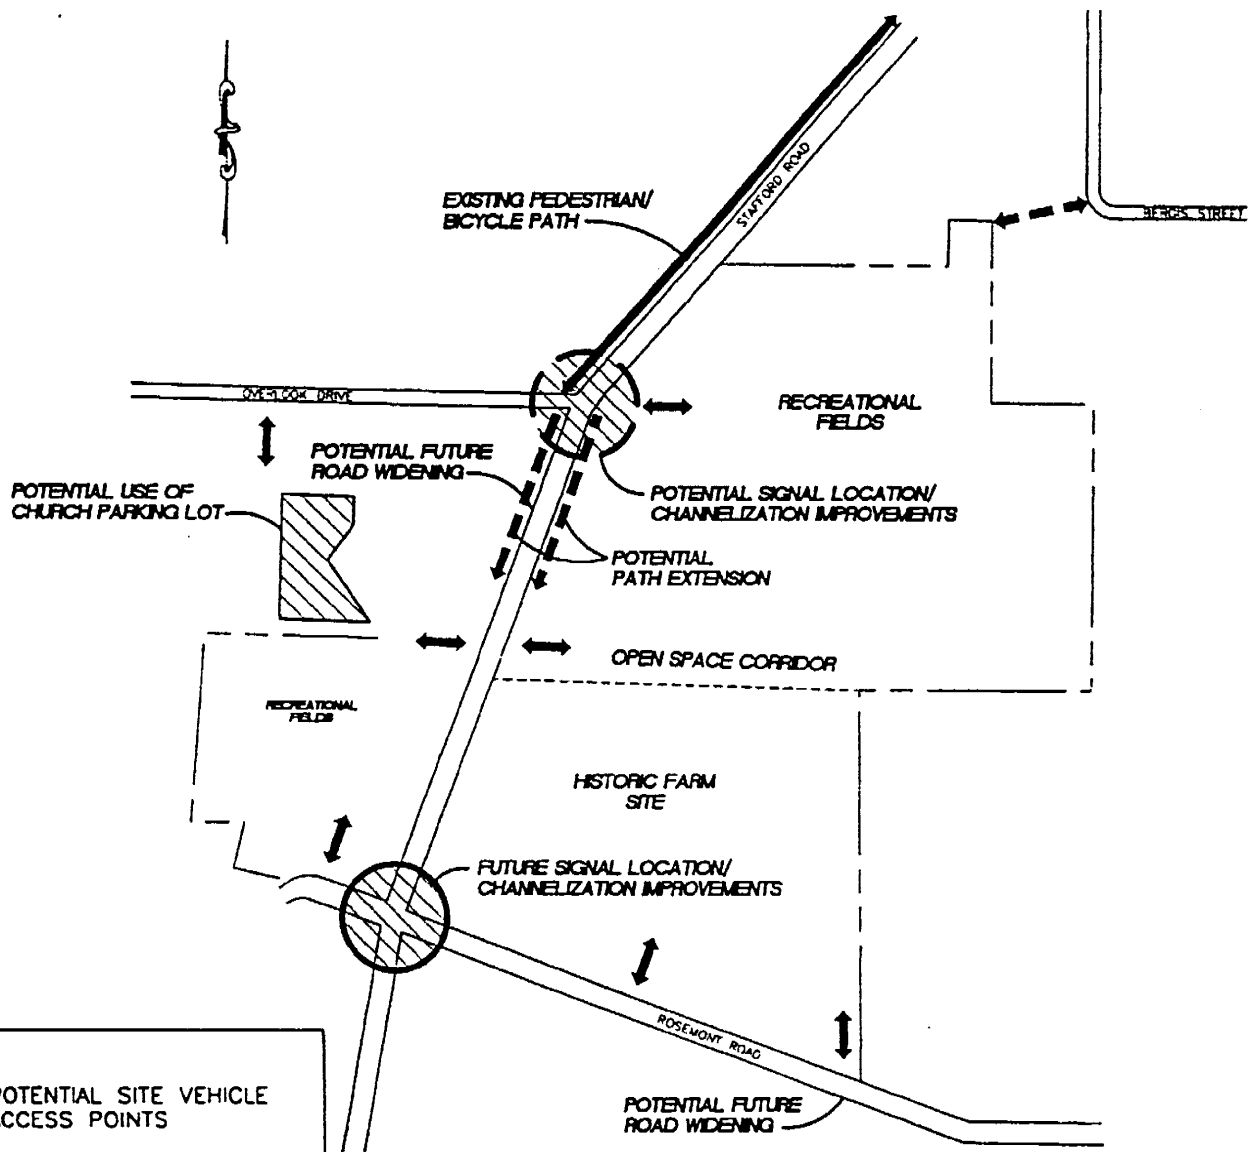 EXISTING PEDESTRIAN/
BICYCLE PATH
STAFFORD ROAD
BERGIS STREET
OVERLOOK DRIVE
RECREATIONAL
FIELDS
POTENTIAL FUTURE
ROAD WIDENING
POTENTIAL USE OF
CHURCH PARKING LOT
POTENTIAL SIGNAL LOCATION/
CHANNELIZATION IMPROVEMENTS
POTENTIAL
PATH EXTENSION
OPEN SPACE CORRIDOR
RECREATIONAL
FIELDS
HISTORIC FARM
SITE
FUTURE SIGNAL LOCATION/
CHANNELIZATION IMPROVEMENTS
ROSEMONT ROAD
OTENTIAL SITE VEHICLE
CCESS POINTS
POTENTIAL FUTURE
ROAD WIDENING